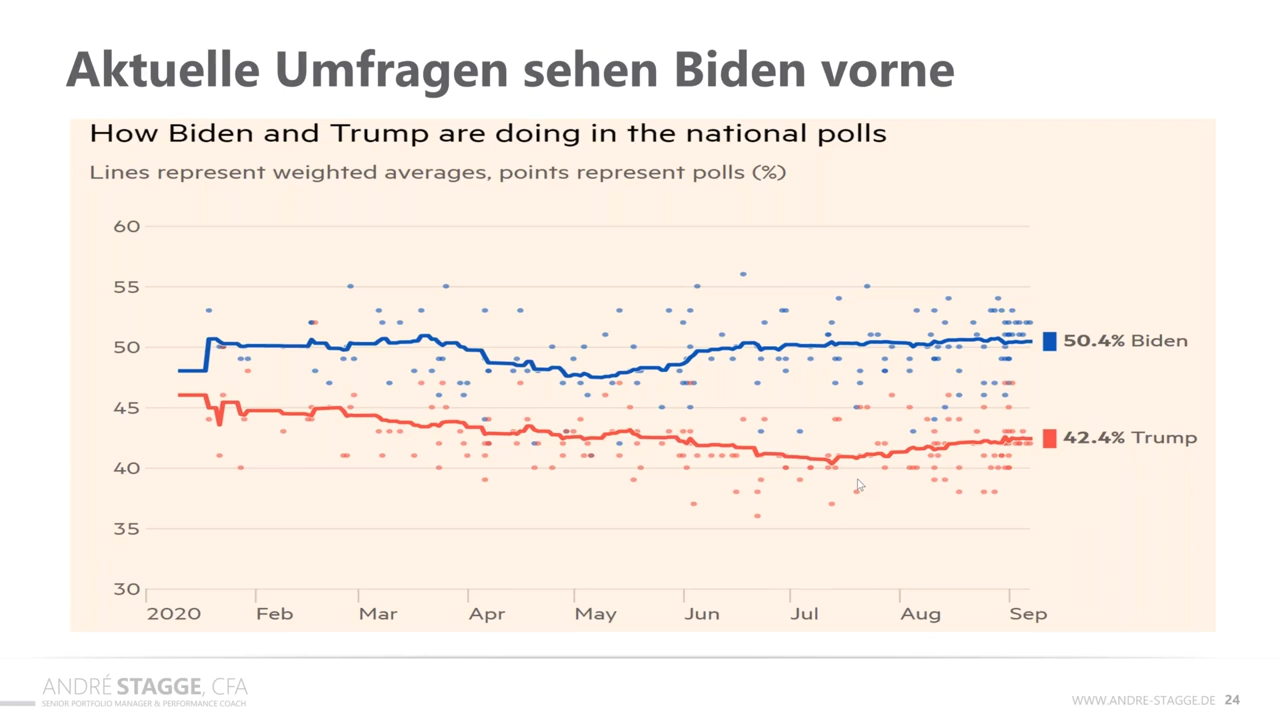 Aktuelle Umfragen sehen Biden vorne
How Biden and Trump are doing in the national polls
Lines represent weighted averages, points represent polls (%)
60
55
50
45
40
35
30
50.4% Biden
42.4% Trump
2020 Feb Mar Apr May Jun Jul Aug Sep
ANDRÉ STAGGE, CFA
SENIOR PORTFOLIO MANAGER & PERFORMANCE COACH
WWW.ANDRE-STAGGE.DE 24